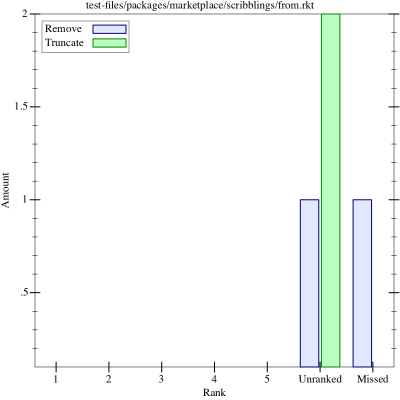 test-files/packages/marketplace/scribblings/from.rkt
Remove
Truncate
2
1.5
1
.5
Amount
1 2 3 4 5 Unranked Missed
Rank